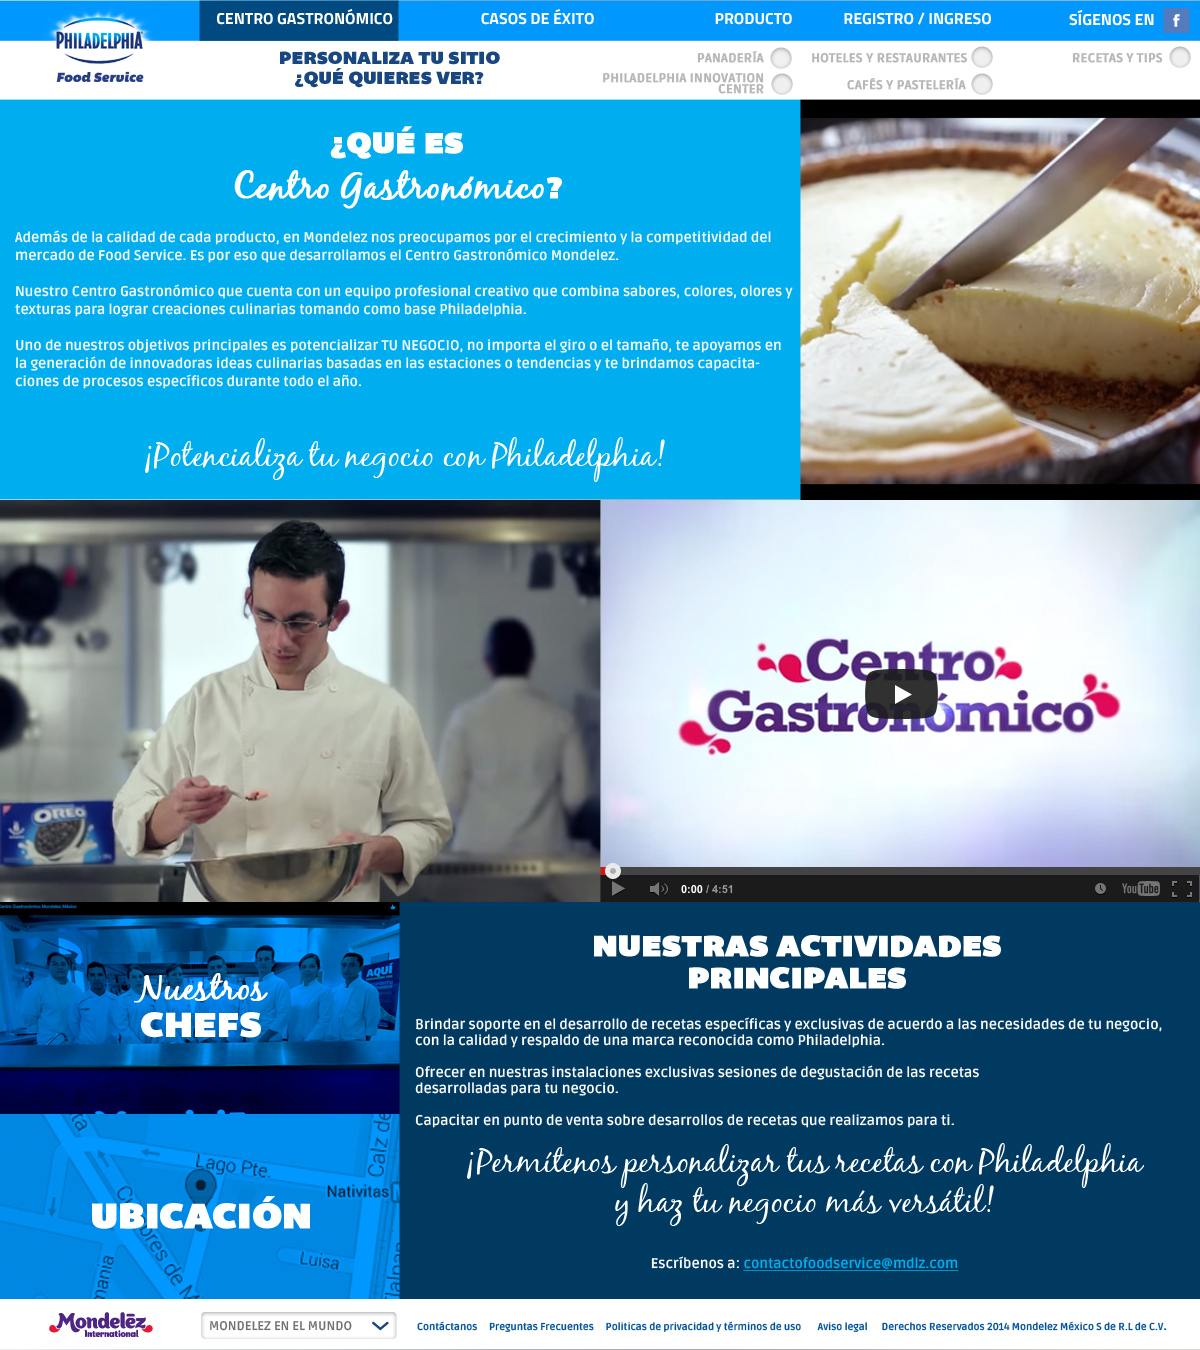 CENTRO GASTRONÓMICO
CASOS DE ÉXITO
PRODUCTO
REGISTRO / INGRESO
SÍGENOS EN f
PHILADELPHIA
Food Service
PERSONALIZA TU SITIO
¿QUÉ QUIERES VER?
PANADERÍA
HOTELES Y RESTAURANTES
RECETAS Y TIPS
PHILADELPHIA INNOVATION
CENTER
CAFÉS Y PASTELERÍA
¿QUÉ ES
Centro Gastronómico?
Además de la calidad de cada producto, en Mondelez nos preocupamos por el crecimiento y la competitividad del
mercado de Food Service. Es por eso que desarrollamos el Centro Gastronómico Mondelez.
Nuestro Centro Gastronómico que cuenta con un equipo profesional creativo que combina sabores, colores, olores y
texturas para lograr creaciones culinarias tomando como base Philadelphia.
Uno de nuestros objetivos principales es potencializar TU NEGOCIO, no importa el giro o el tamaño, te apoyamos en
la generación de innovadoras ideas culinarias basadas en las estaciones o tendencias y te brindamos capacita-
ciones de procesos específicos durante todo el año.
¡Potencializa tu negocio con Philadelphia!
OREO
Centro
Gastronómico
0:00 / 4:51
YouTube
Centro Gastronómico Mondelez México
AQUÍ
Nuestros
CHEFS
NUESTRAS ACTIVIDADES
PRINCIPALES
Brindar soporte en el desarrollo de recetas específicas y exclusivas de acuerdo a las necesidades de tu negocio,
con la calidad y respaldo de una marca reconocida como Philadelphia.
Ofrecer en nuestras instalaciones exclusivas sesiones de degustación de las recetas
desarrolladas para tu negocio.
Capacitar en punto de venta sobre desarrollos de recetas que realizamos para ti.
¡Permítenos personalizar tus recetas con Philadelphia
y haz tu negocio más versátil!
Escríbenos a: contactofoodservice@mdlz.com
Lago Pte.
Calz de
Nativitas
UBICACIÓN
Luisa
Mondelēz
International
MONDELEZ EN EL MUNDO
Contáctanos
Preguntas Frecuentes
Politicas de privacidad y términos de uso
Aviso legal
Derechos Reservados 2014 Mondelez México S de R.L de C.V.